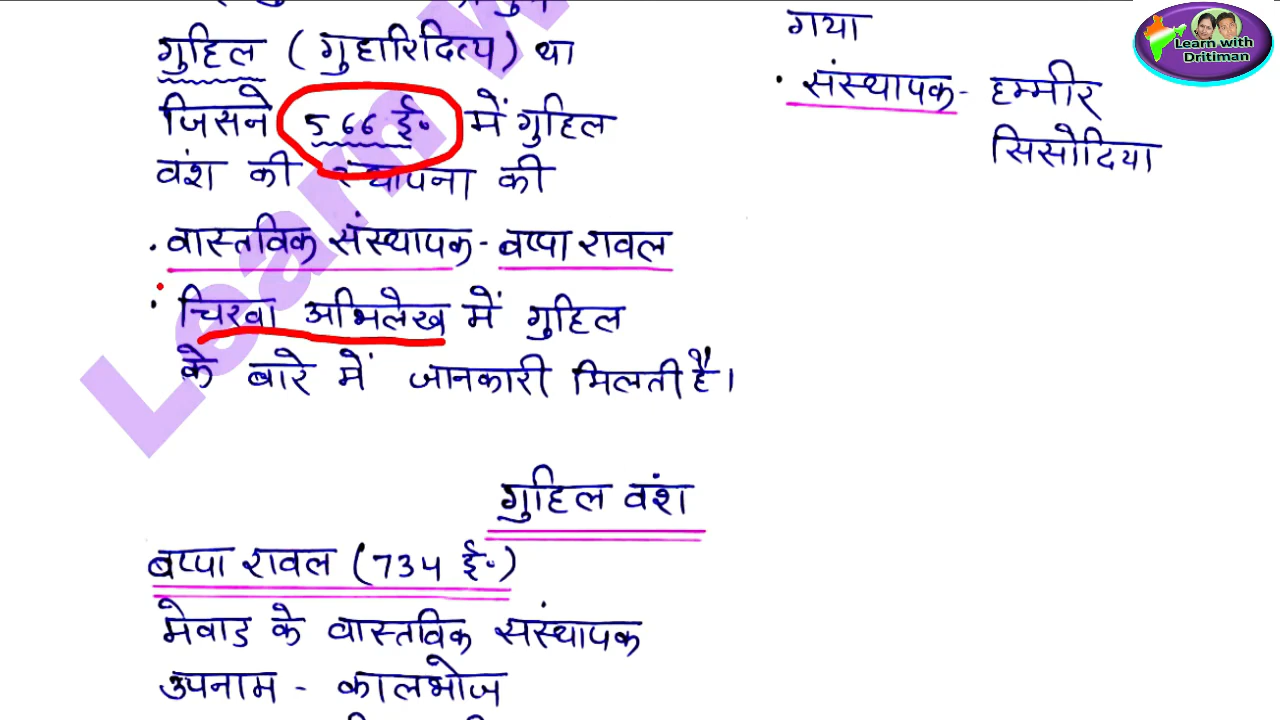 गुहिल ( गुहारिदित्य) था
जिसने 566 ई॰ में गुहिल
वंश की स्थापना की
· वास्तविक संस्थापक - बप्पा रावल
· चिरवा अभिलेख में गुहिल
के बारे में जानकारी मिलती है।
गया
· संस्थापक - हम्मीर
सिसोदिया
गुहिल वंश
बप्पा रावल (734 ई॰)
मेवाड के वास्तविक संस्थापक
उपनाम - कालभोज
Learn with
Dritiman
Learn w